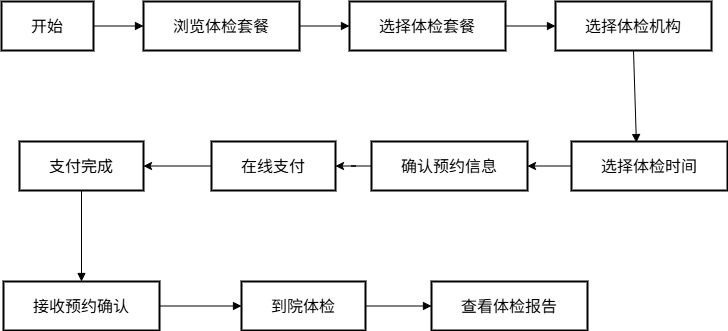 开始
浏览体检套餐
选择体检套餐
选择体检机构
选择体检时间
确认预约信息
在线支付
支付完成
接收预约确认
到院体检
查看体检报告